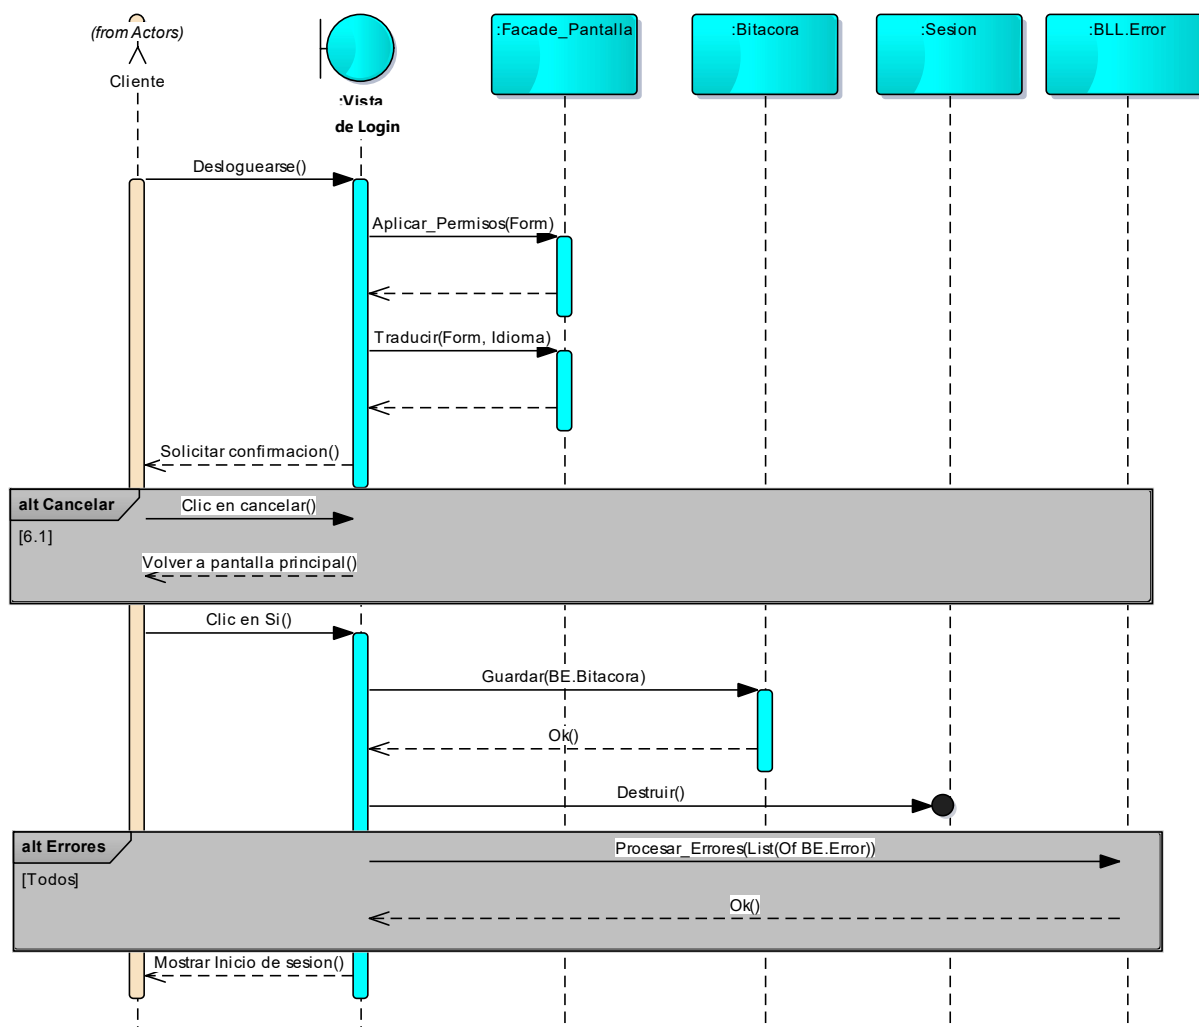 (from Actors)
Cliente
:Vista
de Login
:Facade_Pantalla
:Bitacora
:Sesion
:BLL.Error
Desloguearse()
Aplicar_Permisos(Form)
Traducir(Form, Idioma)
Solicitar confirmacion()
alt Cancelar
Clic en cancelar()
[6.1]
Volver a pantalla principal()
Clic en Si()
Guardar(BE.Bitacora)
Ok()
Destruir()
alt Errores
Procesar_Errores(List(Of BE.Error))
[Todos]
Ok()
Mostrar Inicio de sesion()